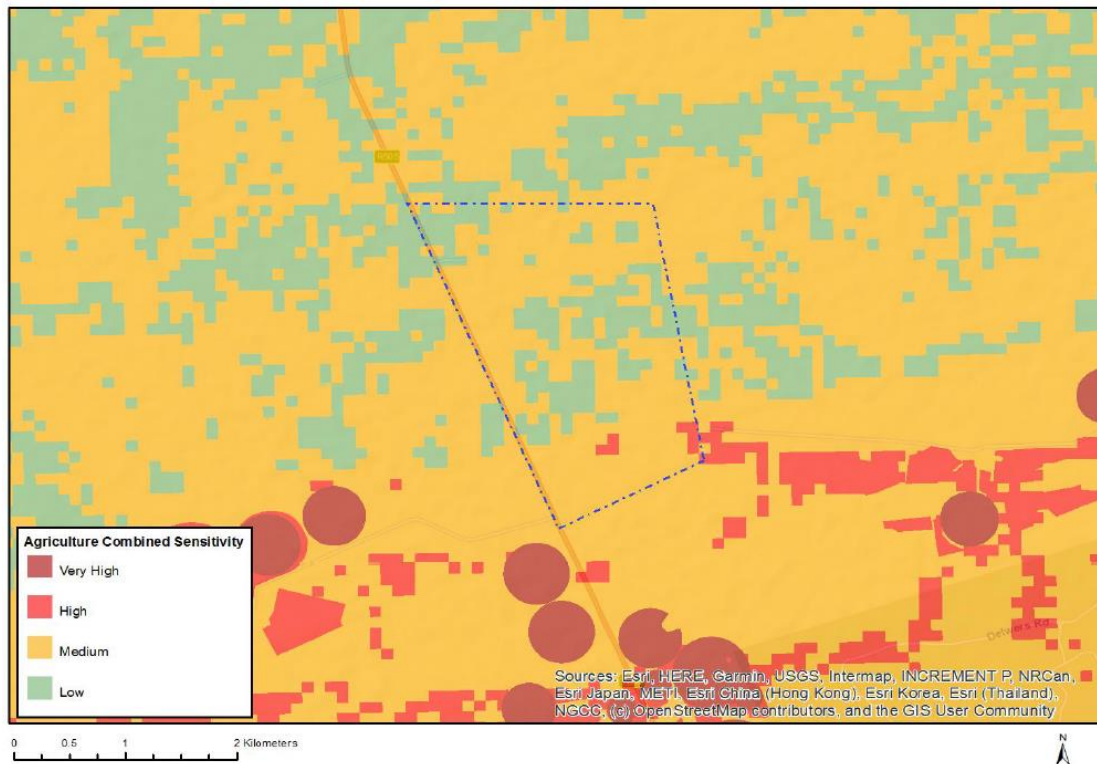 Agriculture Combined Sensitivity
Very High
High
Medium
Low
Delwers Rd
Sources: Esri, HERE, Garmin, USGS, Intermap, INCREMENT P, NRCan,
Esri Japan, METI, Esri China (Hong Kong), Esri Korea, Esri (Thailand),
NGCC, (c) OpenStreetMap contributors, and the GIS User Community
0 0.5 1 2 Kilometers
N